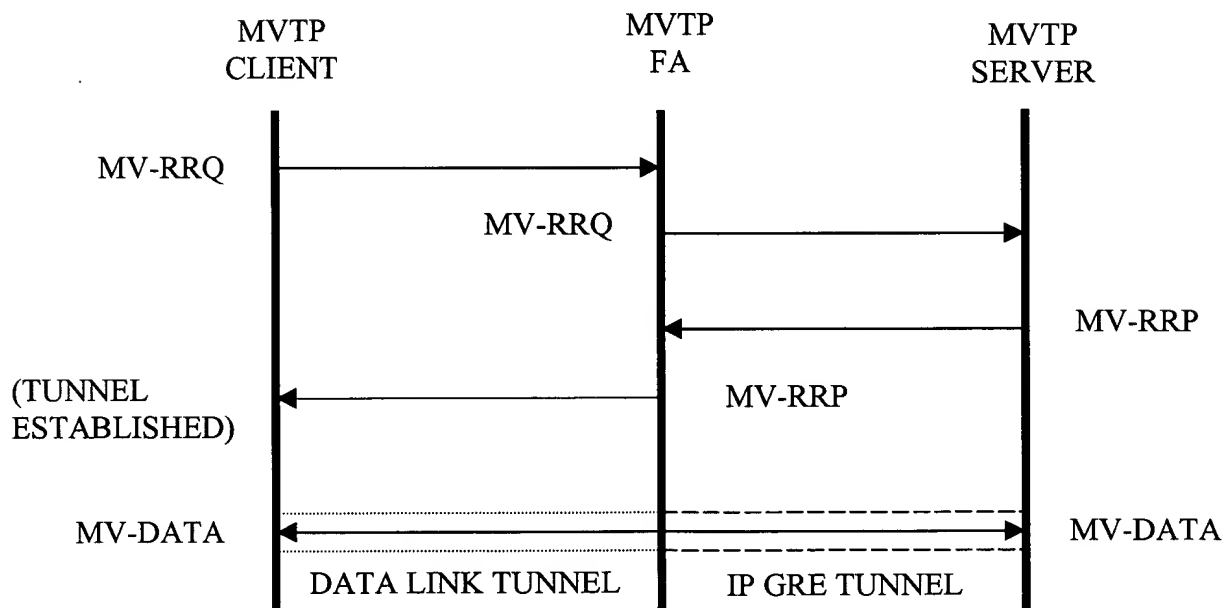 MVTP
CLIENT
MVTP
FA
MVTP
SERVER
MV-RRQ
MV-RRQ
MV-RRP
(TUNNEL
ESTABLISHED)
MV-RRP
MV-DATA
MV-DATA
DATA LINK TUNNEL
IP GRE TUNNEL